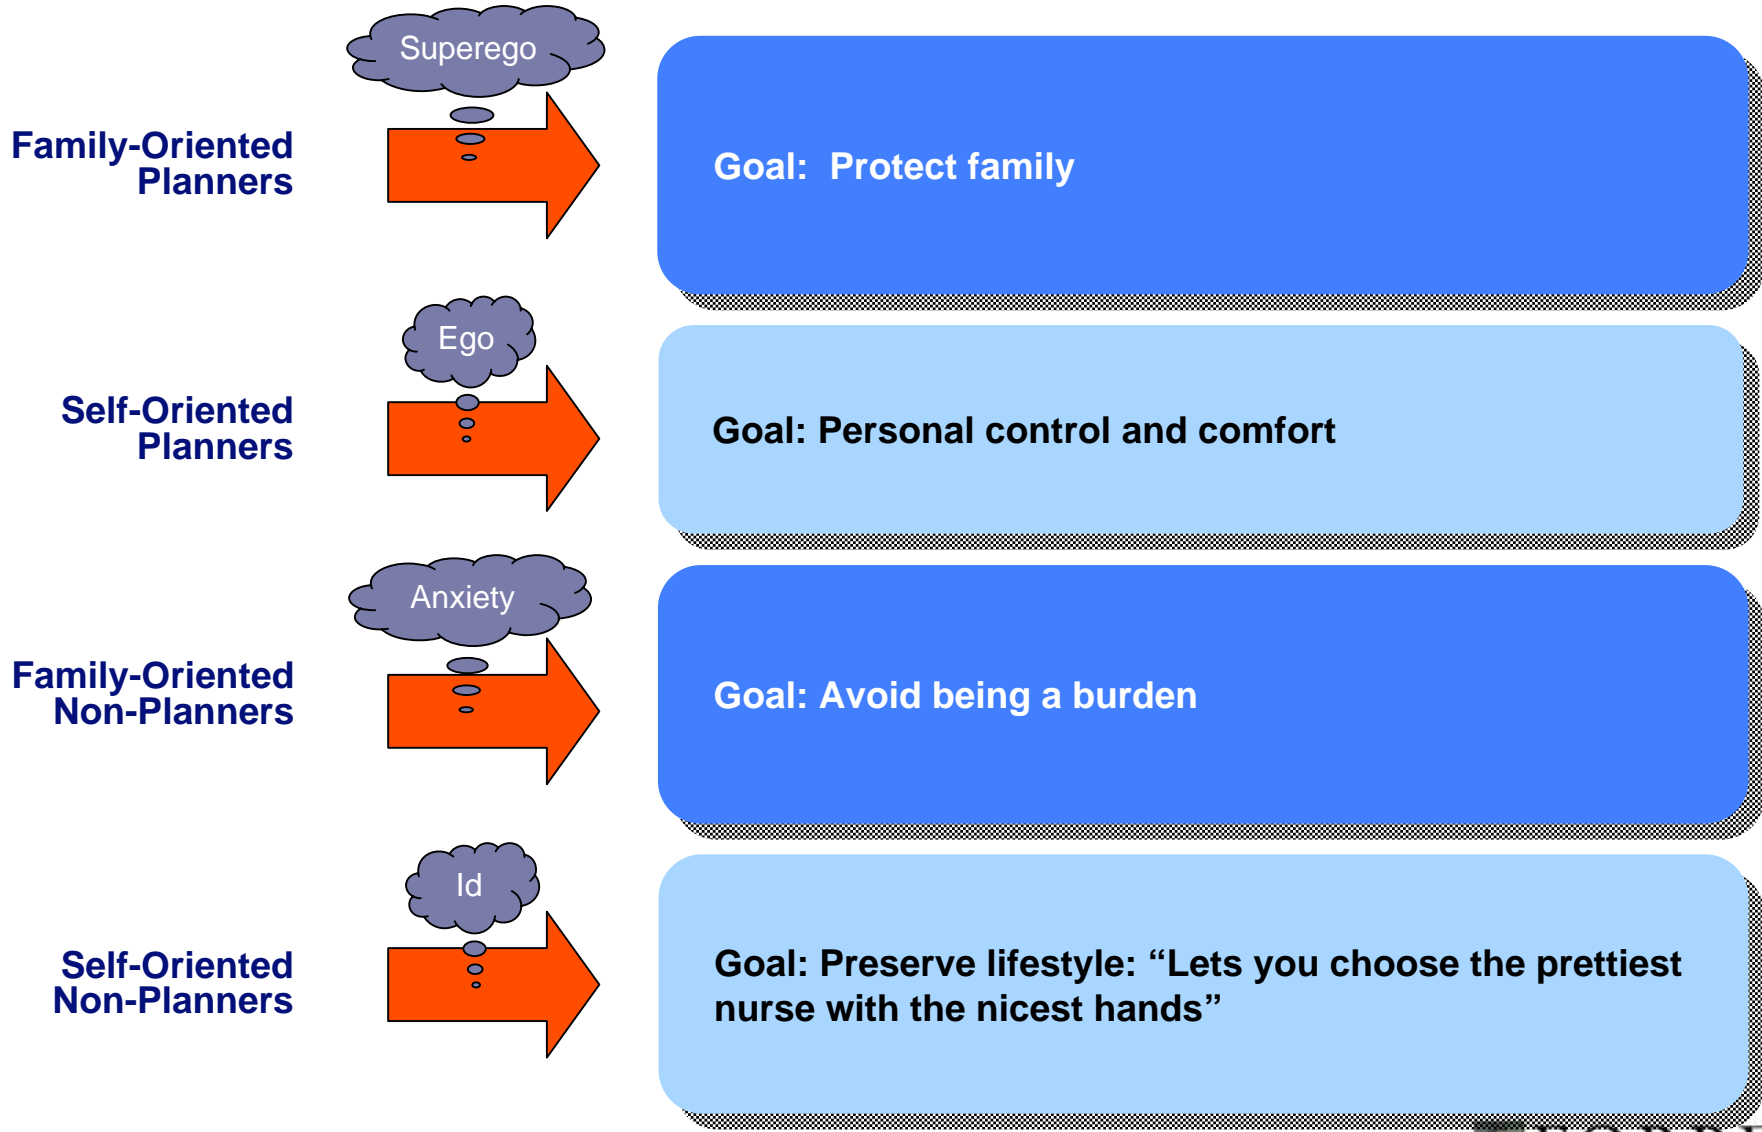 Superego
Family-Oriented
Planners
Goal:  Protect family
Ego
Self-Oriented
Planners
Goal: Personal control and comfort
Anxiety
Family-Oriented
Non-Planners
Goal: Avoid being a burden
Id
Self-Oriented
Non-Planners
Goal: Preserve lifestyle: “Lets you choose the prettiest
nurse with the nicest hands”